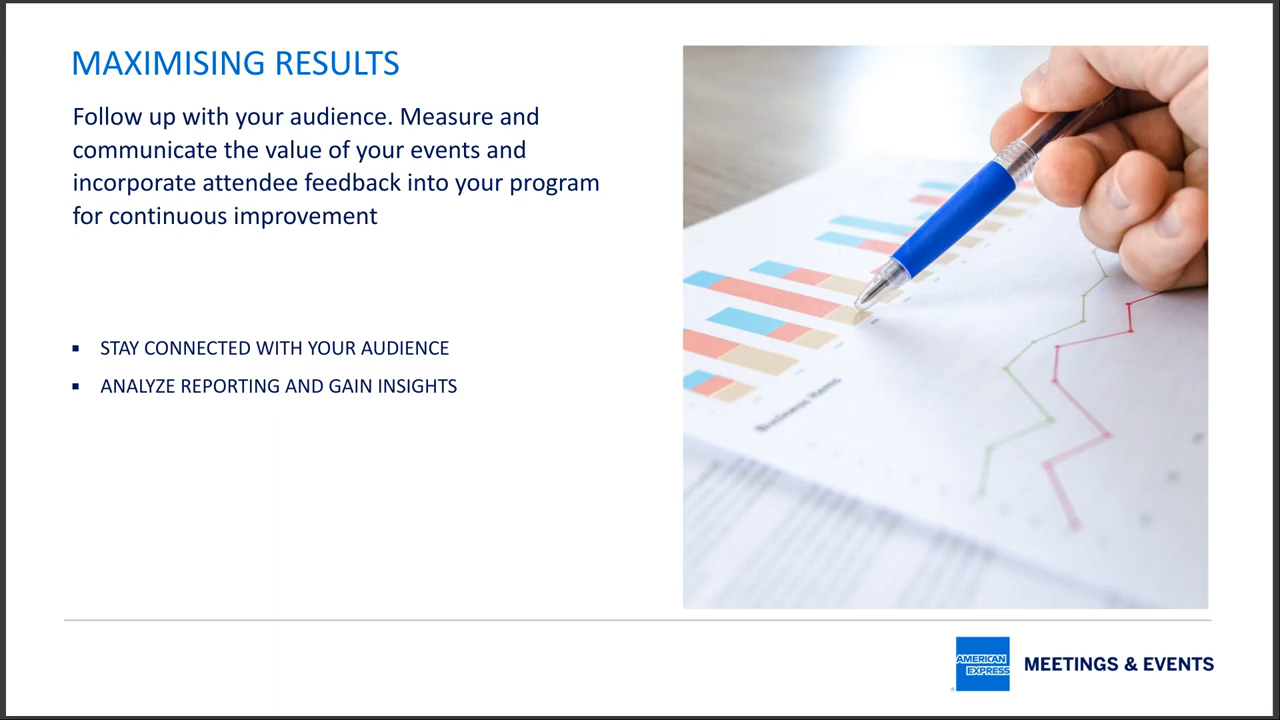 MAXIMISING RESULTS
Follow up with your audience. Measure and
communicate the value of your events and
incorporate attendee feedback into your program
for continuous improvement
▪ STAY CONNECTED WITH YOUR AUDIENCE
▪ ANALYZE REPORTING AND GAIN INSIGHTS
Business Items
AMERICAN
EXPRESS
®
MEETINGS & EVENTS